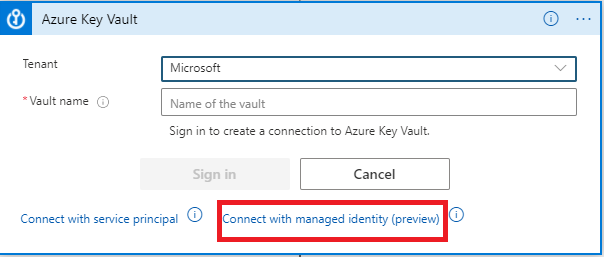 Azure Key Vault
Tenant
Microsoft
* Vault name
Name of the vault
Sign in to create a connection to Azure Key Vault.
Sign in
Cancel
Connect with service principal
Connect with managed identity (preview)